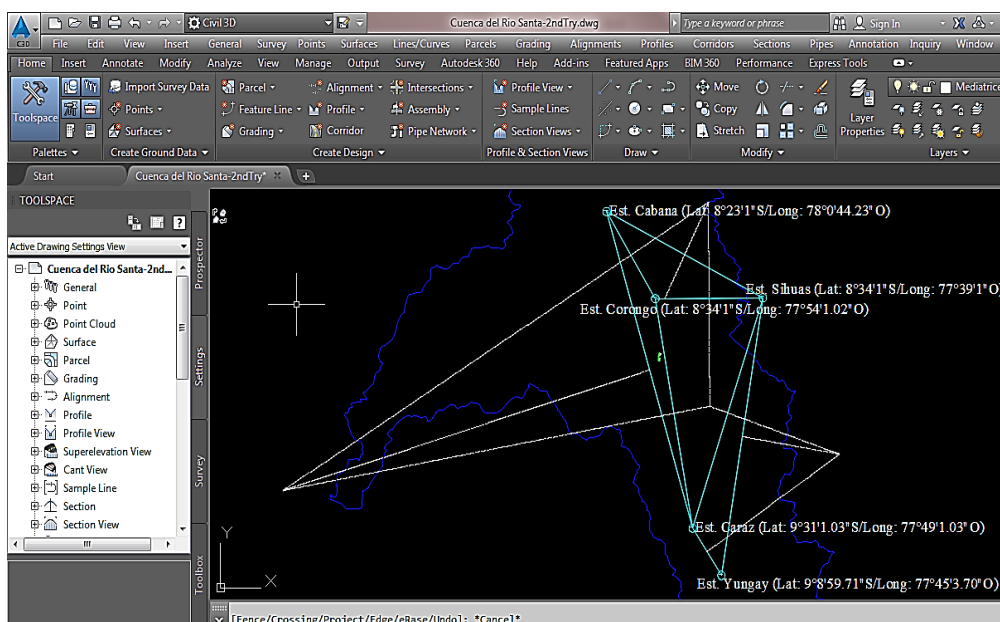 Civil 3D
Cuenca del Rio Santa-2ndTry.dwg
Type a keyword or phrase
Sign In
C3D
File Edit View Insert General Survey Points Surfaces Lines/Curves Parcels Grading Alignments Profiles Corridors Sections Pipes Annotation Inquiry Window
Home Insert Annotate Modify Analyze View Manage Output Survey Autodesk 360 Help Add-ins Featured Apps BIM 360 Performance Express Tools
Toolspace
Import Survey Data
Points
Surfaces
Parcel
Feature Line
Grading
Alignment
Profile
Corridor
Intersections
Assembly
Pipe Network
Profile View
Sample Lines
Section Views
Move
Copy
Stretch
Layer
Properties
Mediatrice
Palettes
Create Ground Data
Create Design
Profile & Section Views
Draw
Modify
Layers
Start
Cuenca del Rio Santa-2ndTry*
TOOLSPACE
Active Drawing Settings View
Cuenca del Rio Santa-2nd...
General
Point
Point Cloud
Surface
Parcel
Grading
Alignment
Profile
Profile View
Superelevation View
Cant View
Sample Line
Section
Section View
Prospector
Settings
Survey
Toolbox
Est. Cabana (Lat: 8°23'1"S/Long: 78°0'44.23"O)
Est. Sihuas (Lat: 8°34'1"S/Long: 77°39'1"O)
Est. Corongo (Lat: 8°34'1"S/Long: 77°54'1.02"O)
Est. Caraz (Lat: 9°31'1.03"S/Long: 77°49'1.03"O)
Est. Yungay (Lat: 9°8'59.71"S/Long: 77°45'3.70"O)
Y
X
[Fence/Crossing/Project/Edge/eRase/Undo]: *Cancel*